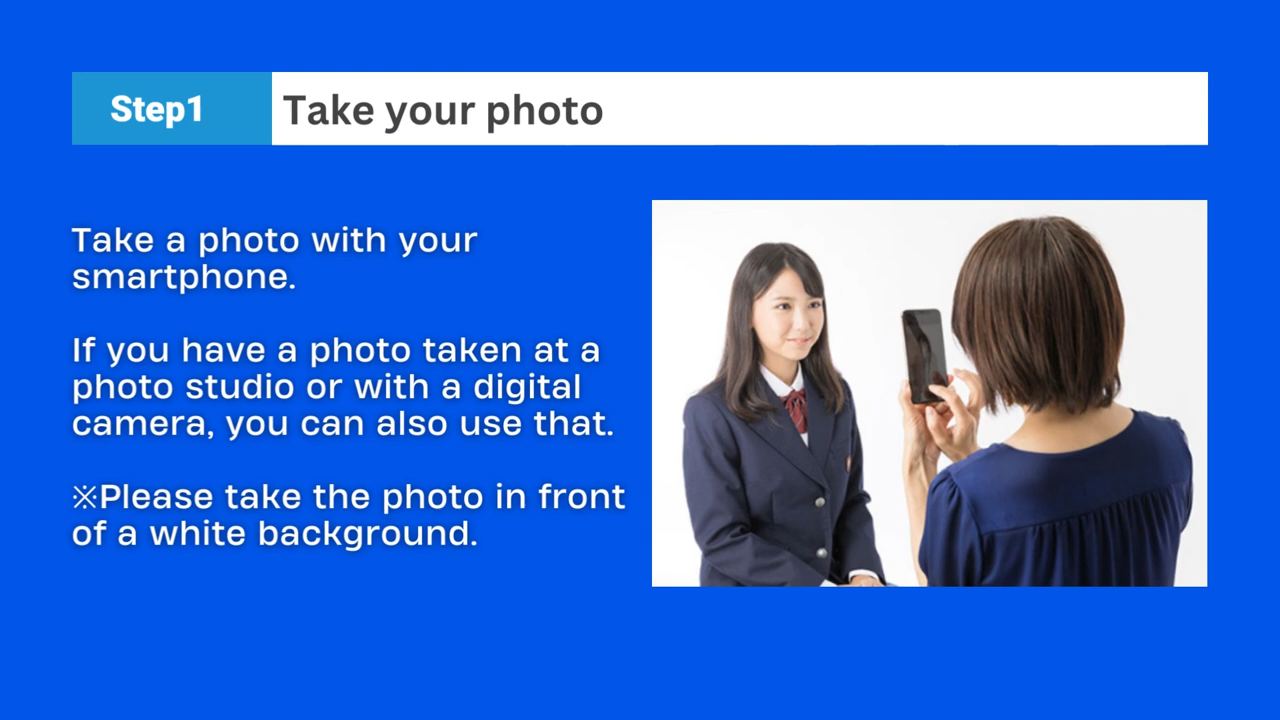 Step1
Take your photo
Take a photo with your
smartphone.
If you have a photo taken at a
photo studio or with a digital
camera, you can also use that.
※Please take the photo in front
of a white background.